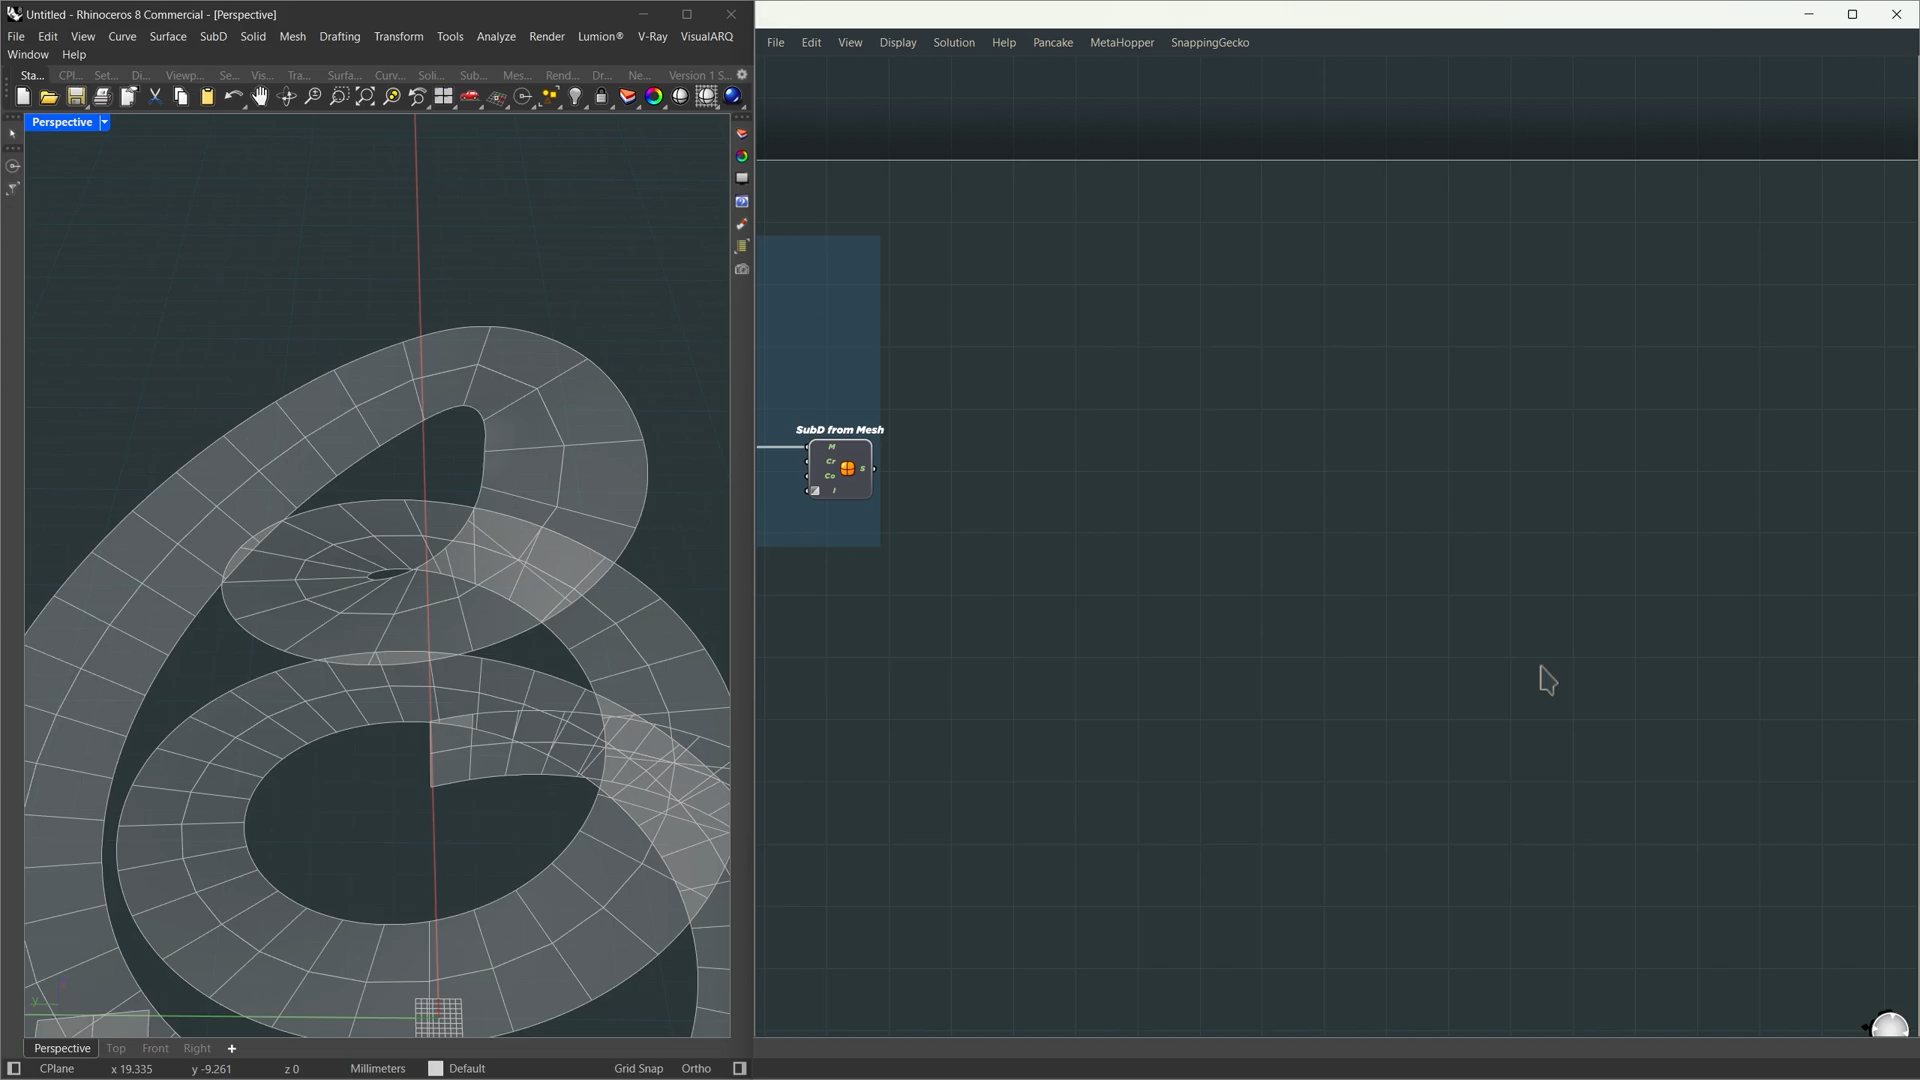 Untitled - Rhinoceros 8 Commercial - [Perspective]
File Edit View Curve Surface SubD Solid Mesh Drafting Transform Tools Analyze Render Lumion® V-Ray VisualARQ
Window Help
Sta... CPl... Set... Di... Viewp... Se... Vis... Tra... Surfa... Curv... Soli... Sub... Mes... Rend... Dr... Ne... Version 1 S...
Perspective
y
Perspective Top Front Right
CPlane x 19.335 y -9.261 z 0 Millimeters Default Grid Snap Ortho
File Edit View Display Solution Help Pancake MetaHopper SnappingGecko
SubD from Mesh
M
Cr
Co
I
S